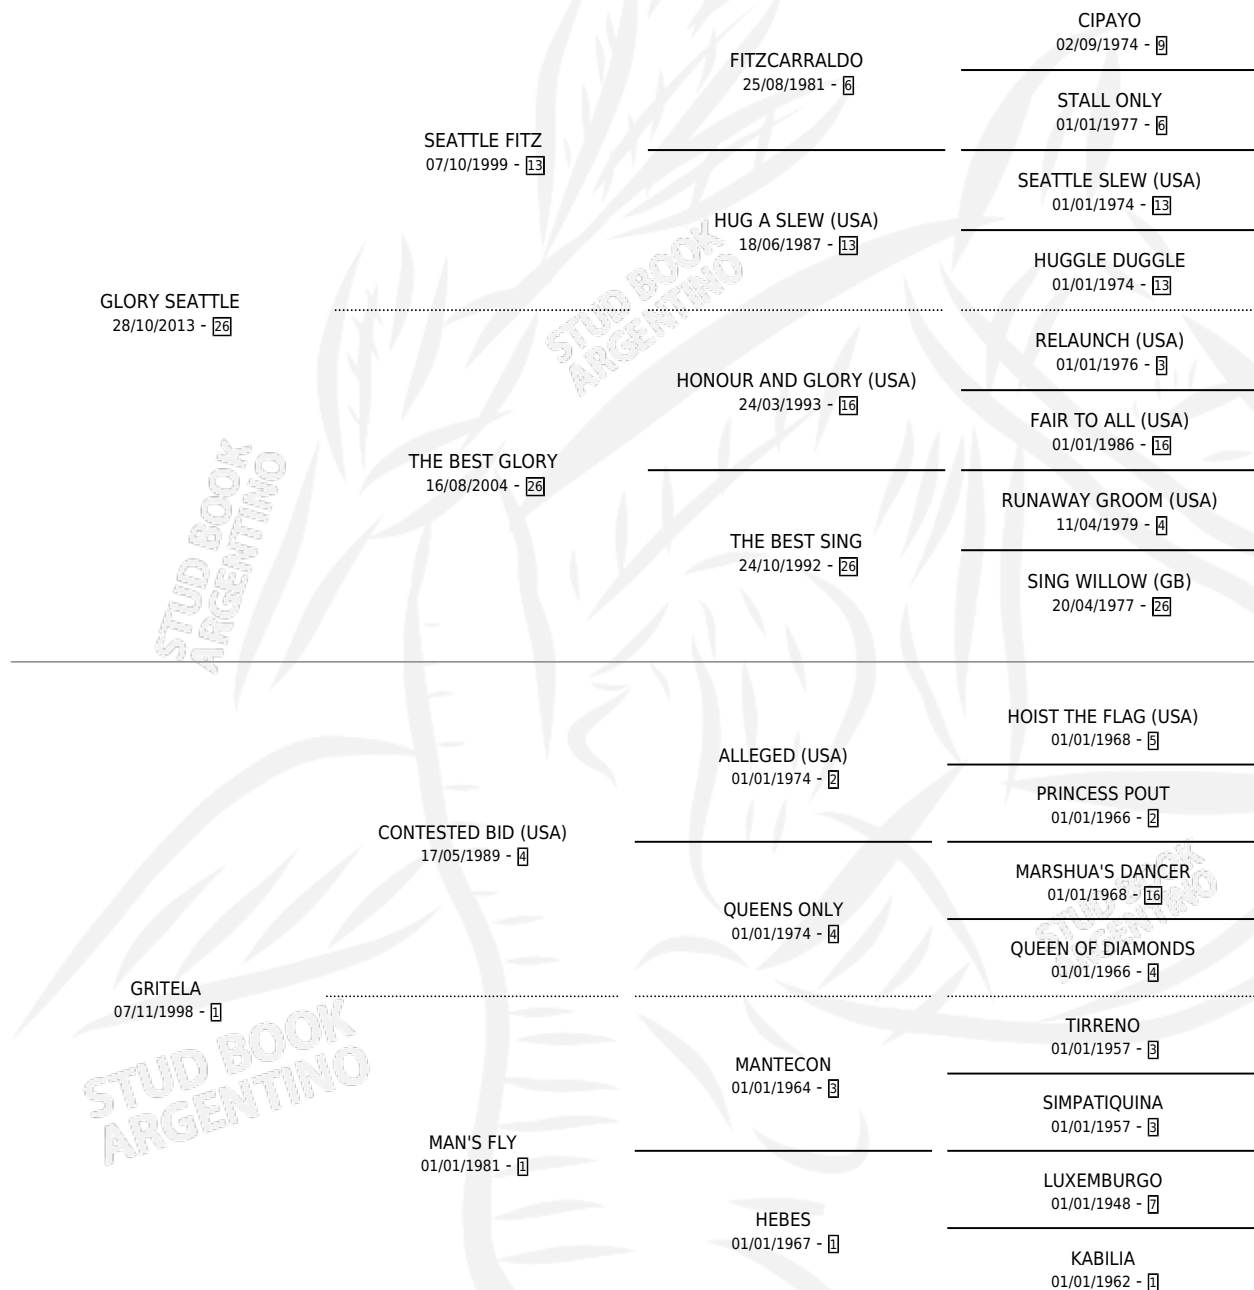 CIPAYO
02/09/1974 - 9
FITZCARRALDO
25/08/1981 - 6
STALL ONLY
01/01/1977 - 6
SEATTLE FITZ
07/10/1999 - 13
SEATTLE SLEW (USA)
01/01/1974 - 13
HUG A SLEW (USA)
18/06/1987 - 13
HUGGLE DUGGLE
01/01/1974 - 13
GLORY SEATTLE
28/10/2013 - 26
STUD BOOK
ARGENTINO
RELAUNCH (USA)
01/01/1976 - 3
HONOUR AND GLORY (USA)
24/03/1993 - 16
FAIR TO ALL (USA)
01/01/1986 - 16
THE BEST GLORY
16/08/2004 - 26
RUNAWAY GROOM (USA)
11/04/1979 - 4
THE BEST SING
24/10/1992 - 26
SING WILLOW (GB)
20/04/1977 - 26
STUD BOOK
ARGENTINO
HOIST THE FLAG (USA)
01/01/1968 - 5
ALLEGED (USA)
01/01/1974 - 2
PRINCESS POUT
01/01/1966 - 2
CONTESTED BID (USA)
17/05/1989 - 4
MARSHUA'S DANCER
01/01/1968 - 16
QUEENS ONLY
01/01/1974 - 4
STUD BOOK
ARGENTINO
QUEEN OF DIAMONDS
01/01/1966 - 4
GRITELA
07/11/1998 - 1
STUD BOOK
ARGENTINO
TIRRENO
01/01/1957 - 3
MANTECON
01/01/1964 - 3
SIMPATIQUINA
01/01/1957 - 3
MAN'S FLY
01/01/1981 - 1
LUXEMBURGO
01/01/1948 - 7
HEBES
01/01/1967 - 1
KABILIA
01/01/1962 - 1